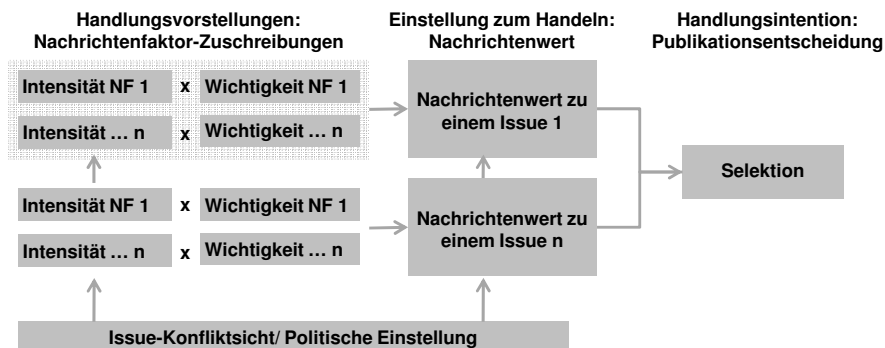 Handlungsvorstellungen:
Nachrichtenfaktor-Zuschreibungen
Einstellung zum Handeln:
Nachrichtenwert
Handlungsintention:
Publikationsentscheidung
Intensität NF 1 x Wichtigkeit NF 1
Intensität … n x Wichtigkeit … n
Nachrichtenwert zu
einem Issue 1
Selektion
Intensität NF 1 x Wichtigkeit NF 1
Intensität … n x Wichtigkeit … n
Nachrichtenwert zu
einem Issue n
Issue-Konfliktsicht/ Politische Einstellung